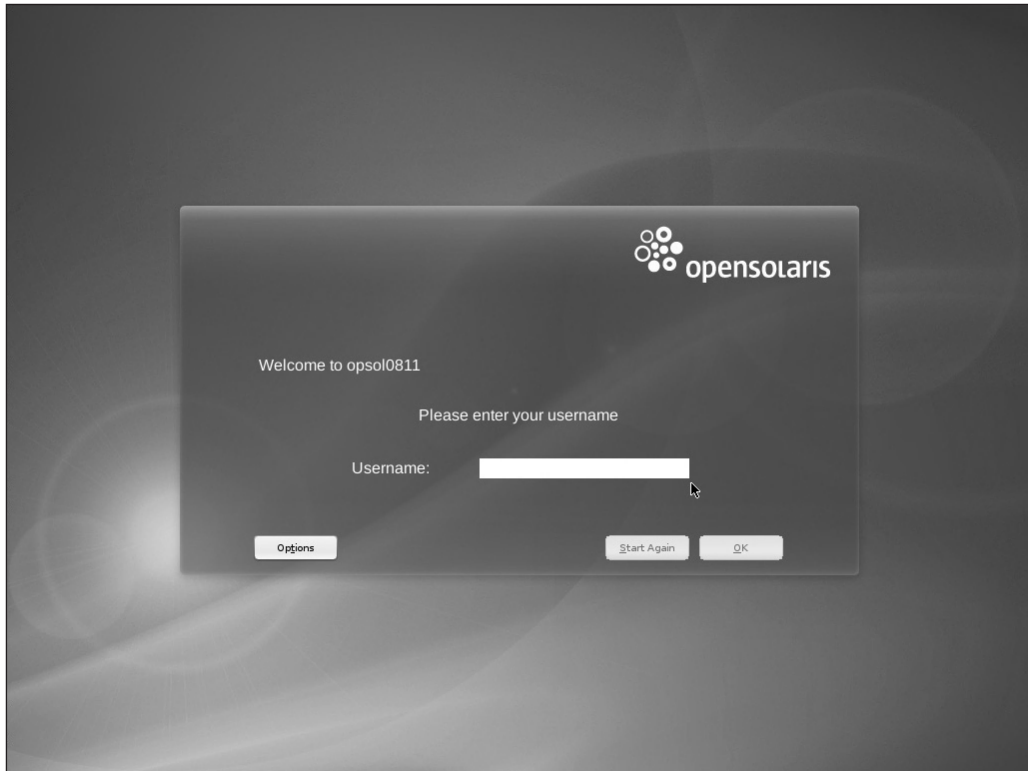 opensolaris
Welcome to opsol0811
Please enter your username
Username:
Options Start Again OK